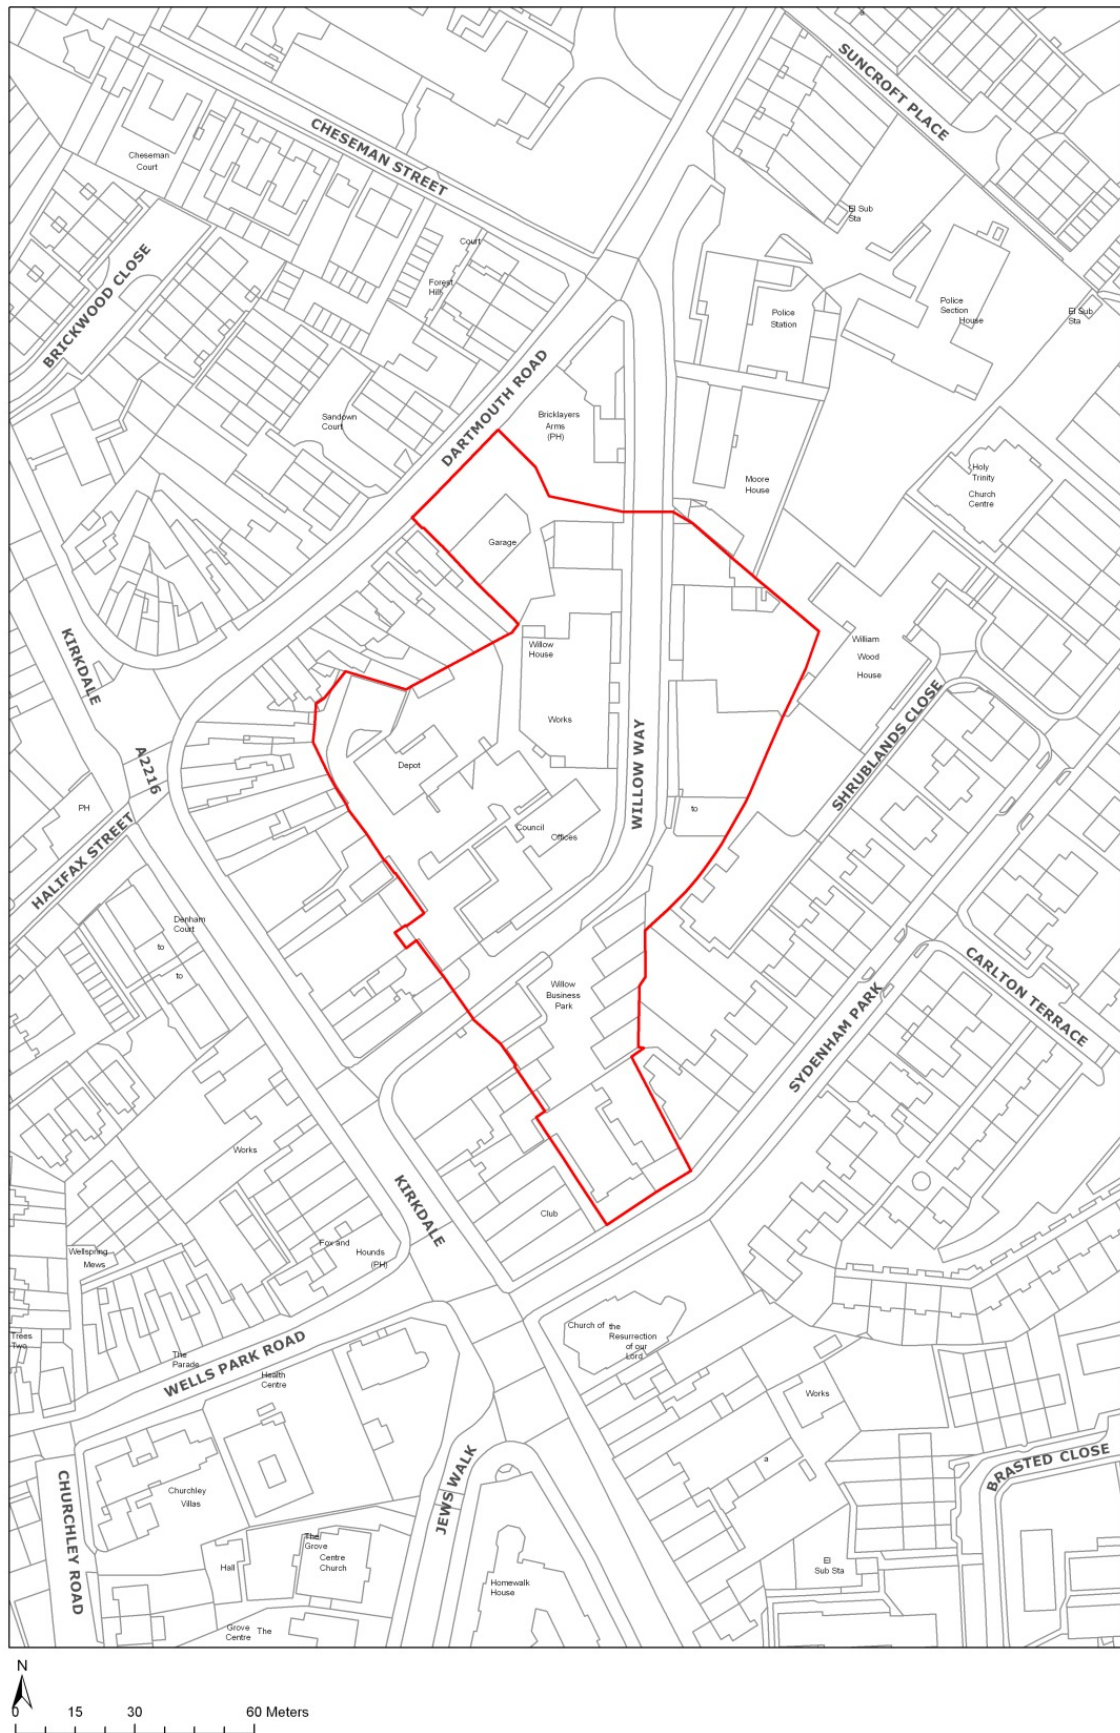 SUNCROFT PLACE
CHESEMAN STREET
Cheseman
Court
El Sub
Sta
Court
Forest
Hill
BRICKWOOD CLOSE
Police
Station
Police
Section
House
El Sub
Sta
DARTMOUTH ROAD
Sandown
Court
Bricklayers
Arms
(PH)
Moore
House
Holy
Trinity
Church
Centre
Garage
KIRKDALE
Willow
House
William
Wood
House
Works
WILLOW WAY
SHRUBLANDS CLOSE
A2216
Depot
PH
HALIFAX STREET
to
Council
Offices
Denham
Court
to
to
Willow
Business
Park
CARLTON TERRACE
SYDENHAM PARK
Works
KIRKDALE
Club
Fox and
Hounds
(PH)
Wellspring
Mews
Trees
Two
The
Parade
WELLS PARK ROAD
Health
Centre
Church of the
Resurrection
of our
Lord
Works
a
BRASTED CLOSE
CHURCHLEY ROAD
Churchley
Villas
JEWS WALK
The
Grove
Centre
Church
Hall
Homewalk
House
El
Sub Sta
Grove
Centre The
N
0 15 30 60 Meters